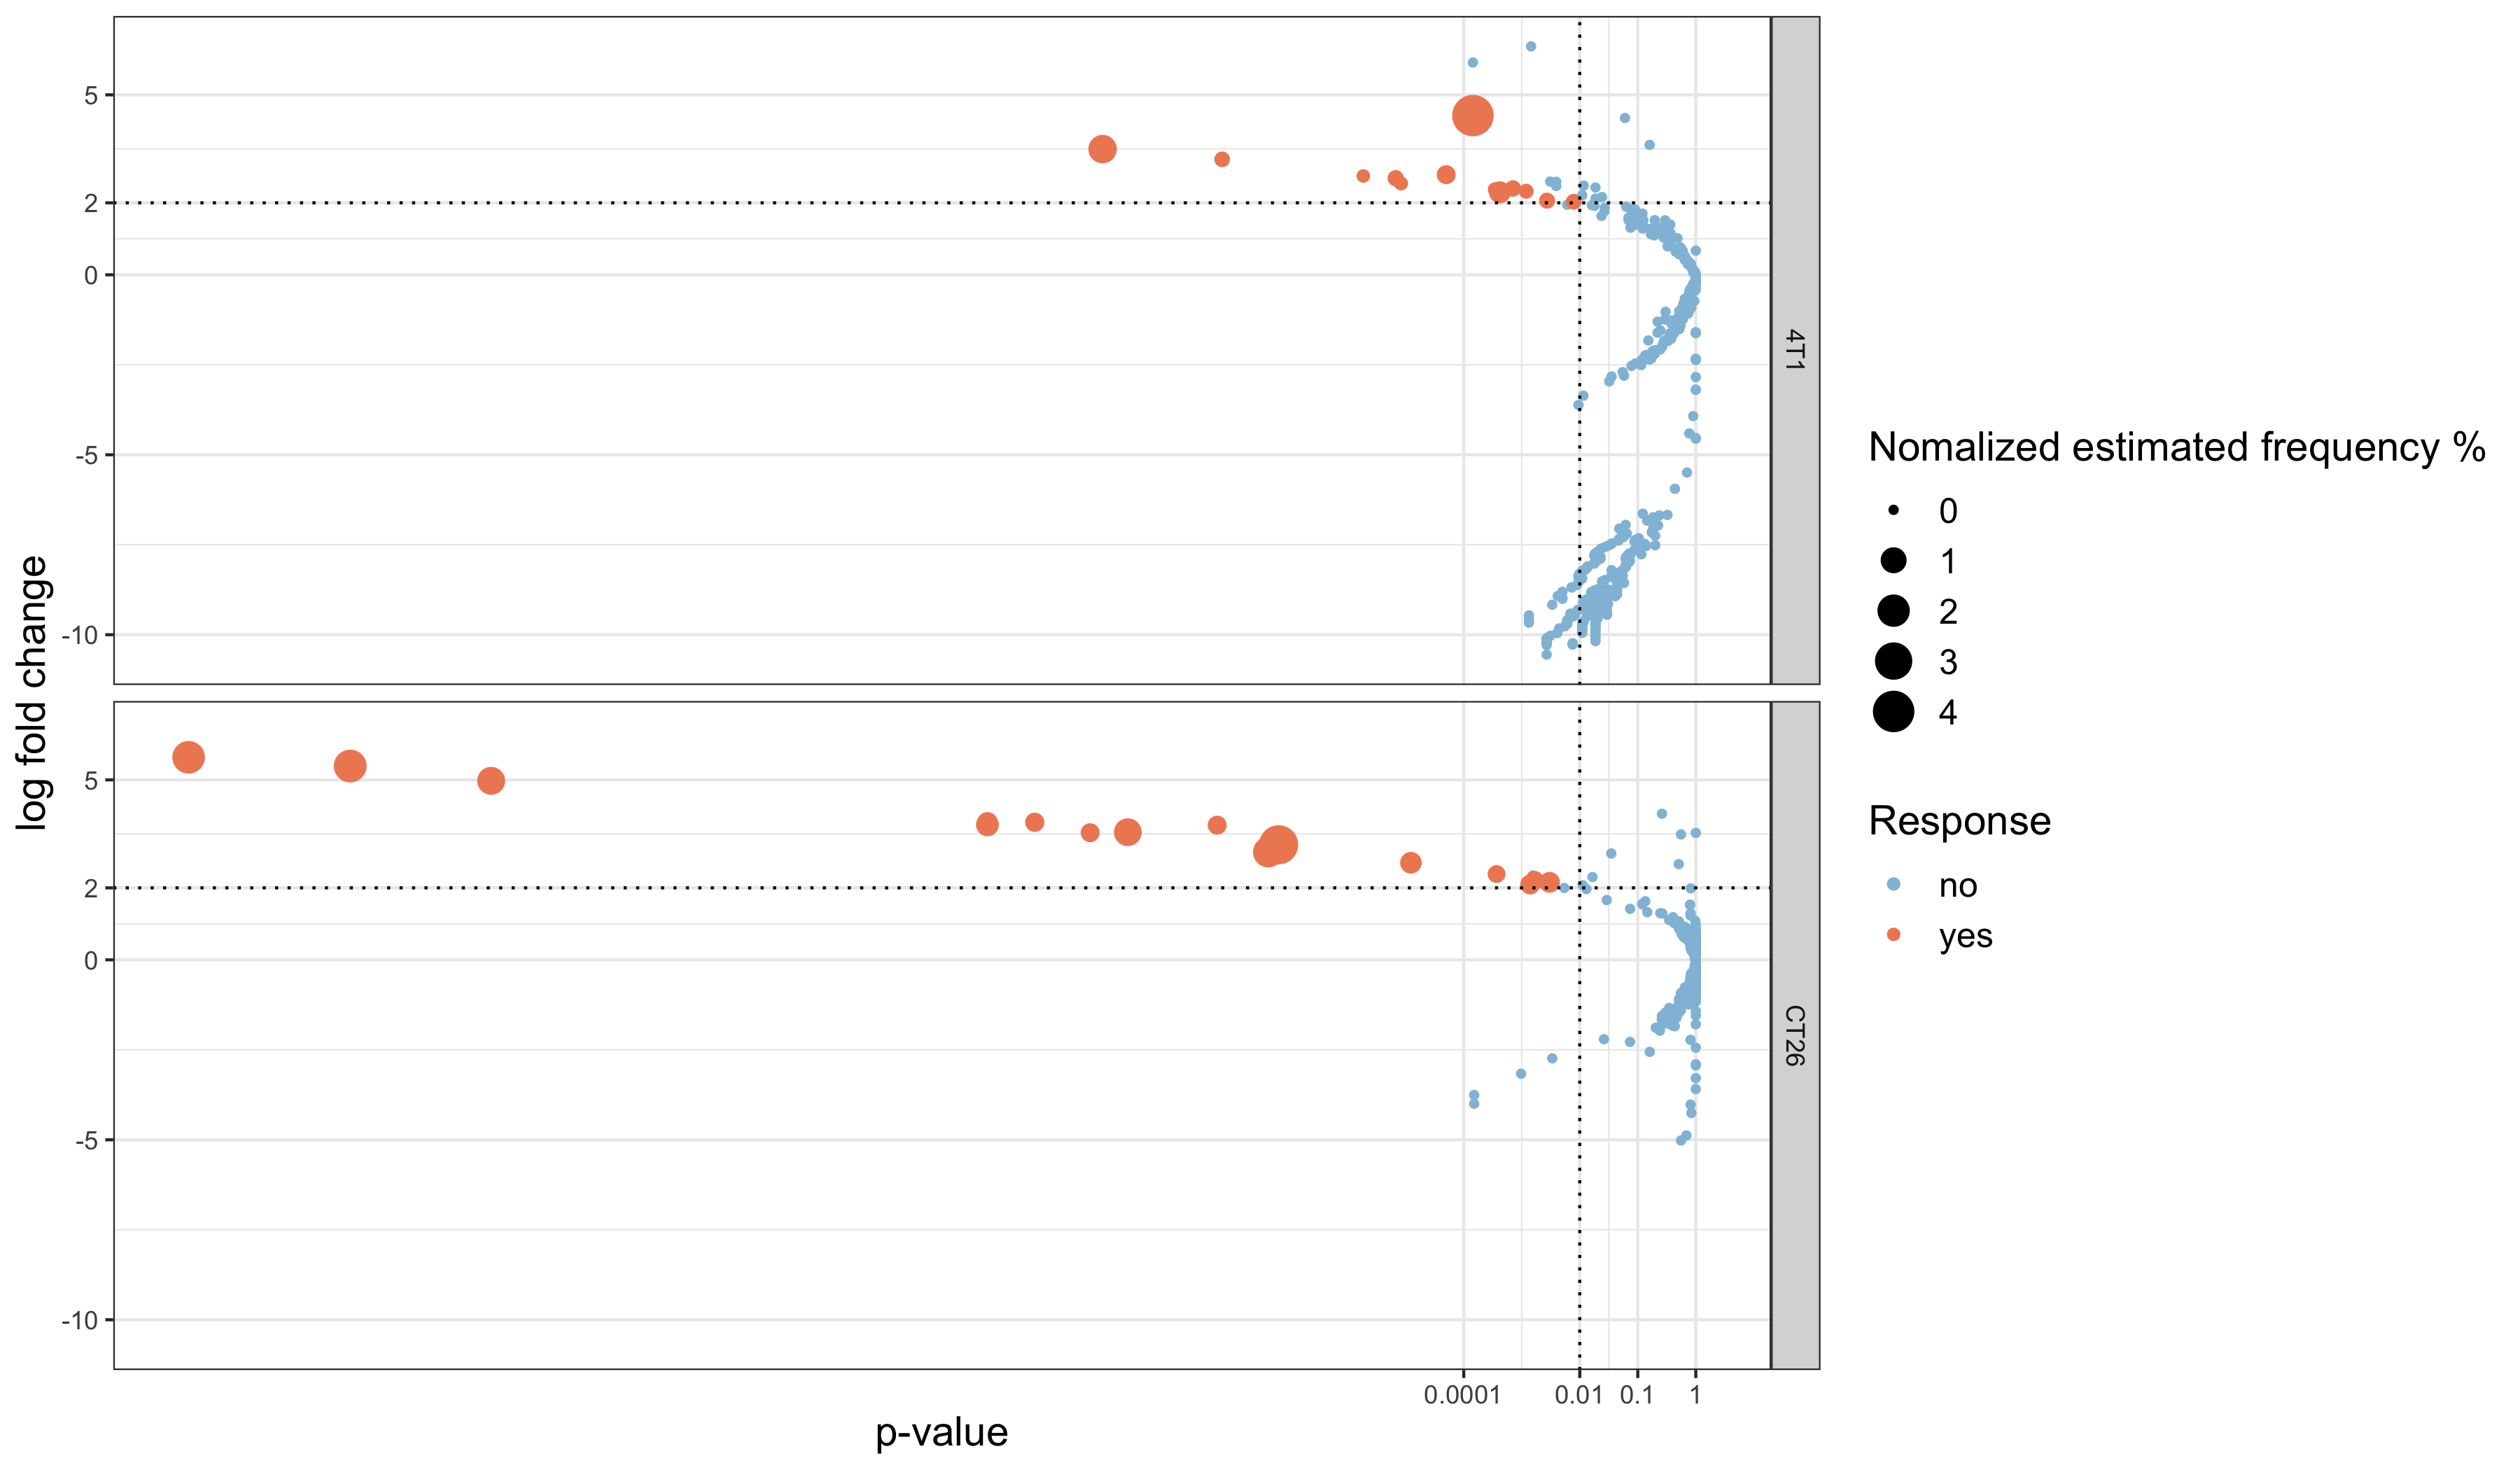 log fold change
5
2
0
-5
-10
4T1
5
2
0
-5
-10
CT26
0.0001
0.01
0.1
1
p-value
Nomalized estimated frequency %
0
1
2
3
4
Response
no
yes